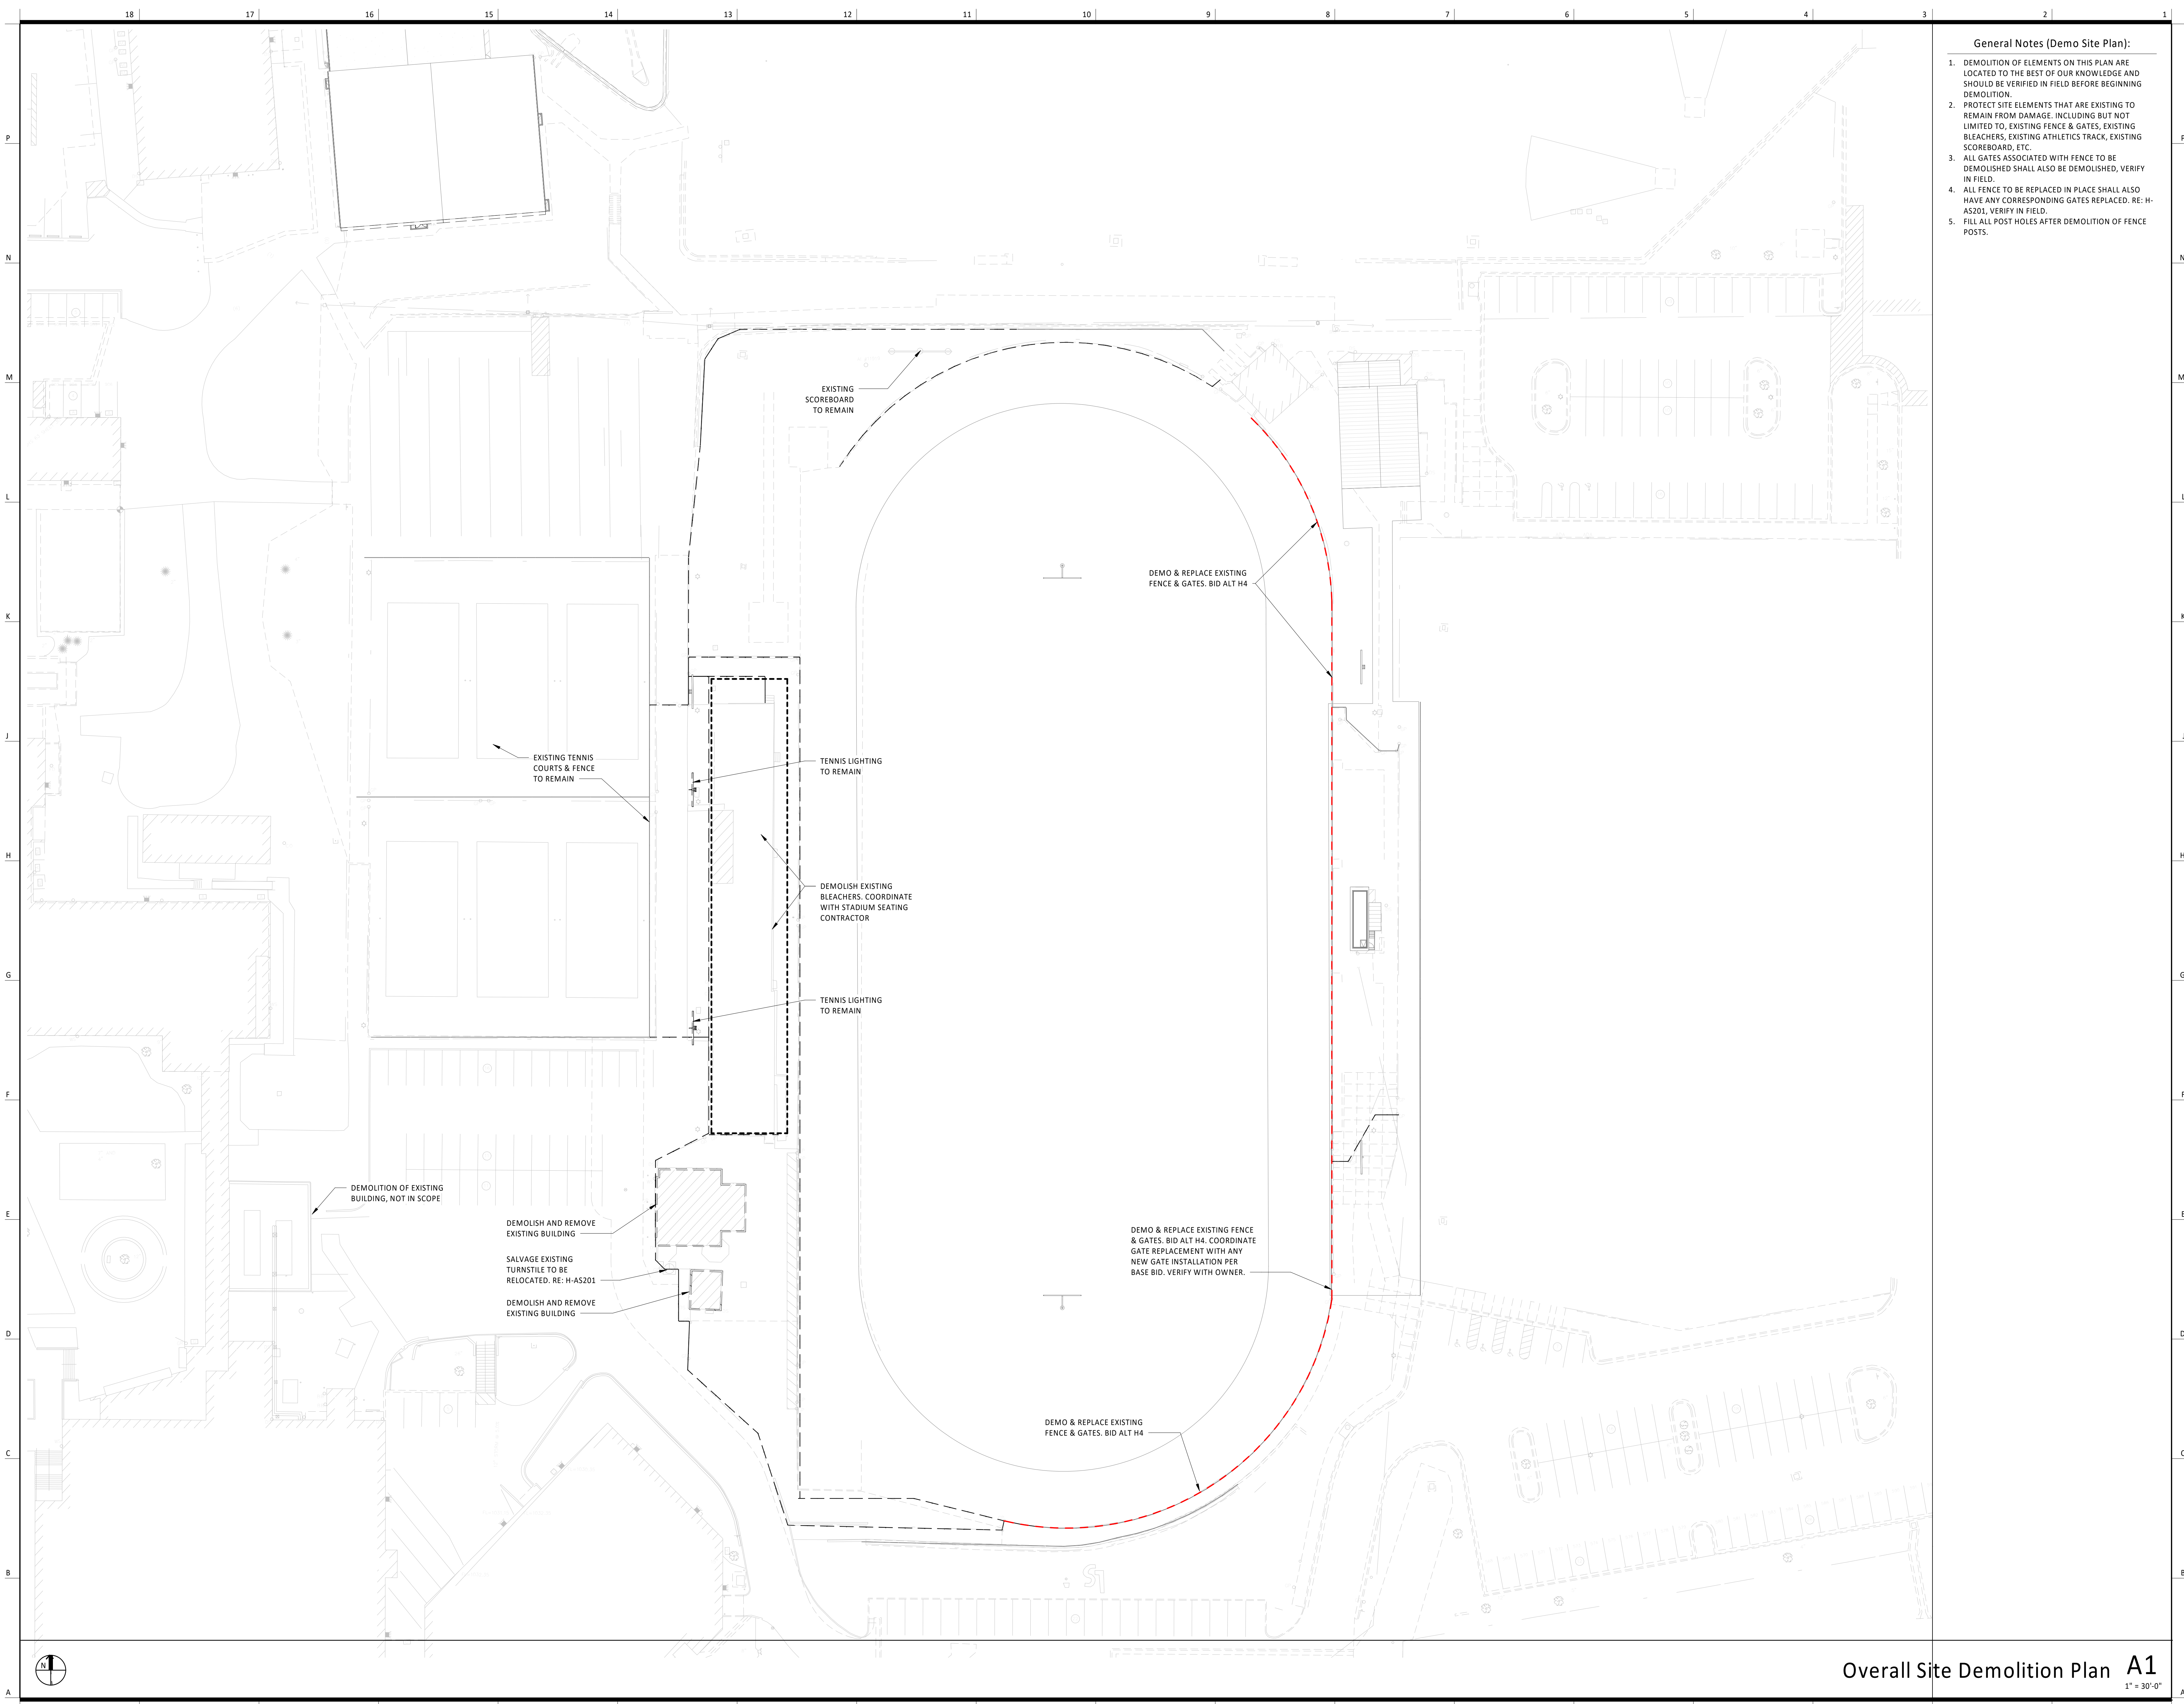 18 17 16 15 14 13 12 11 10 9 8 7 6 5 4 3 2 1
P
N
M
L
K
J
H
G
F
E
D
C
B
A
General Notes (Demo Site Plan):
1. DEMOLITION OF ELEMENTS ON THIS PLAN ARE
LOCATED TO THE BEST OF OUR KNOWLEDGE AND
SHOULD BE VERIFIED IN FIELD BEFORE BEGINNING
DEMOLITION.
2. PROTECT SITE ELEMENTS THAT ARE EXISTING TO
REMAIN FROM DAMAGE. INCLUDING BUT NOT
LIMITED TO, EXISTING FENCE & GATES, EXISTING
BLEACHERS, EXISTING ATHLETICS TRACK, EXISTING
SCOREBOARD, ETC.
3. ALL GATES ASSOCIATED WITH FENCE TO BE
DEMOLISHED SHALL ALSO BE DEMOLISHED, VERIFY
IN FIELD.
4. ALL FENCE TO BE REPLACED IN PLACE SHALL ALSO
HAVE ANY CORRESPONDING GATES REPLACED. RE: H-
AS201, VERIFY IN FIELD.
5. FILL ALL POST HOLES AFTER DEMOLITION OF FENCE
POSTS.
EXISTING
SCOREBOARD
TO REMAIN
DEMO & REPLACE EXISTING
FENCE & GATES. BID ALT H4
EXISTING TENNIS
COURTS & FENCE
TO REMAIN
TENNIS LIGHTING
TO REMAIN
DEMOLISH EXISTING
BLEACHERS. COORDINATE
WITH STADIUM SEATING
CONTRACTOR
TENNIS LIGHTING
TO REMAIN
DEMOLITION OF EXISTING
BUILDING, NOT IN SCOPE
DEMOLISH AND REMOVE
EXISTING BUILDING
SALVAGE EXISTING
TURNSTILE TO BE
RELOCATED. RE: H-AS201
DEMOLISH AND REMOVE
EXISTING BUILDING
DEMO & REPLACE EXISTING FENCE
& GATES. BID ALT H4. COORDINATE
GATE REPLACEMENT WITH ANY
NEW GATE INSTALLATION PER
BASE BID. VERIFY WITH OWNER.
DEMO & REPLACE EXISTING
FENCE & GATES. BID ALT H4
N
Overall Site Demolition Plan A1
1" = 30'-0"